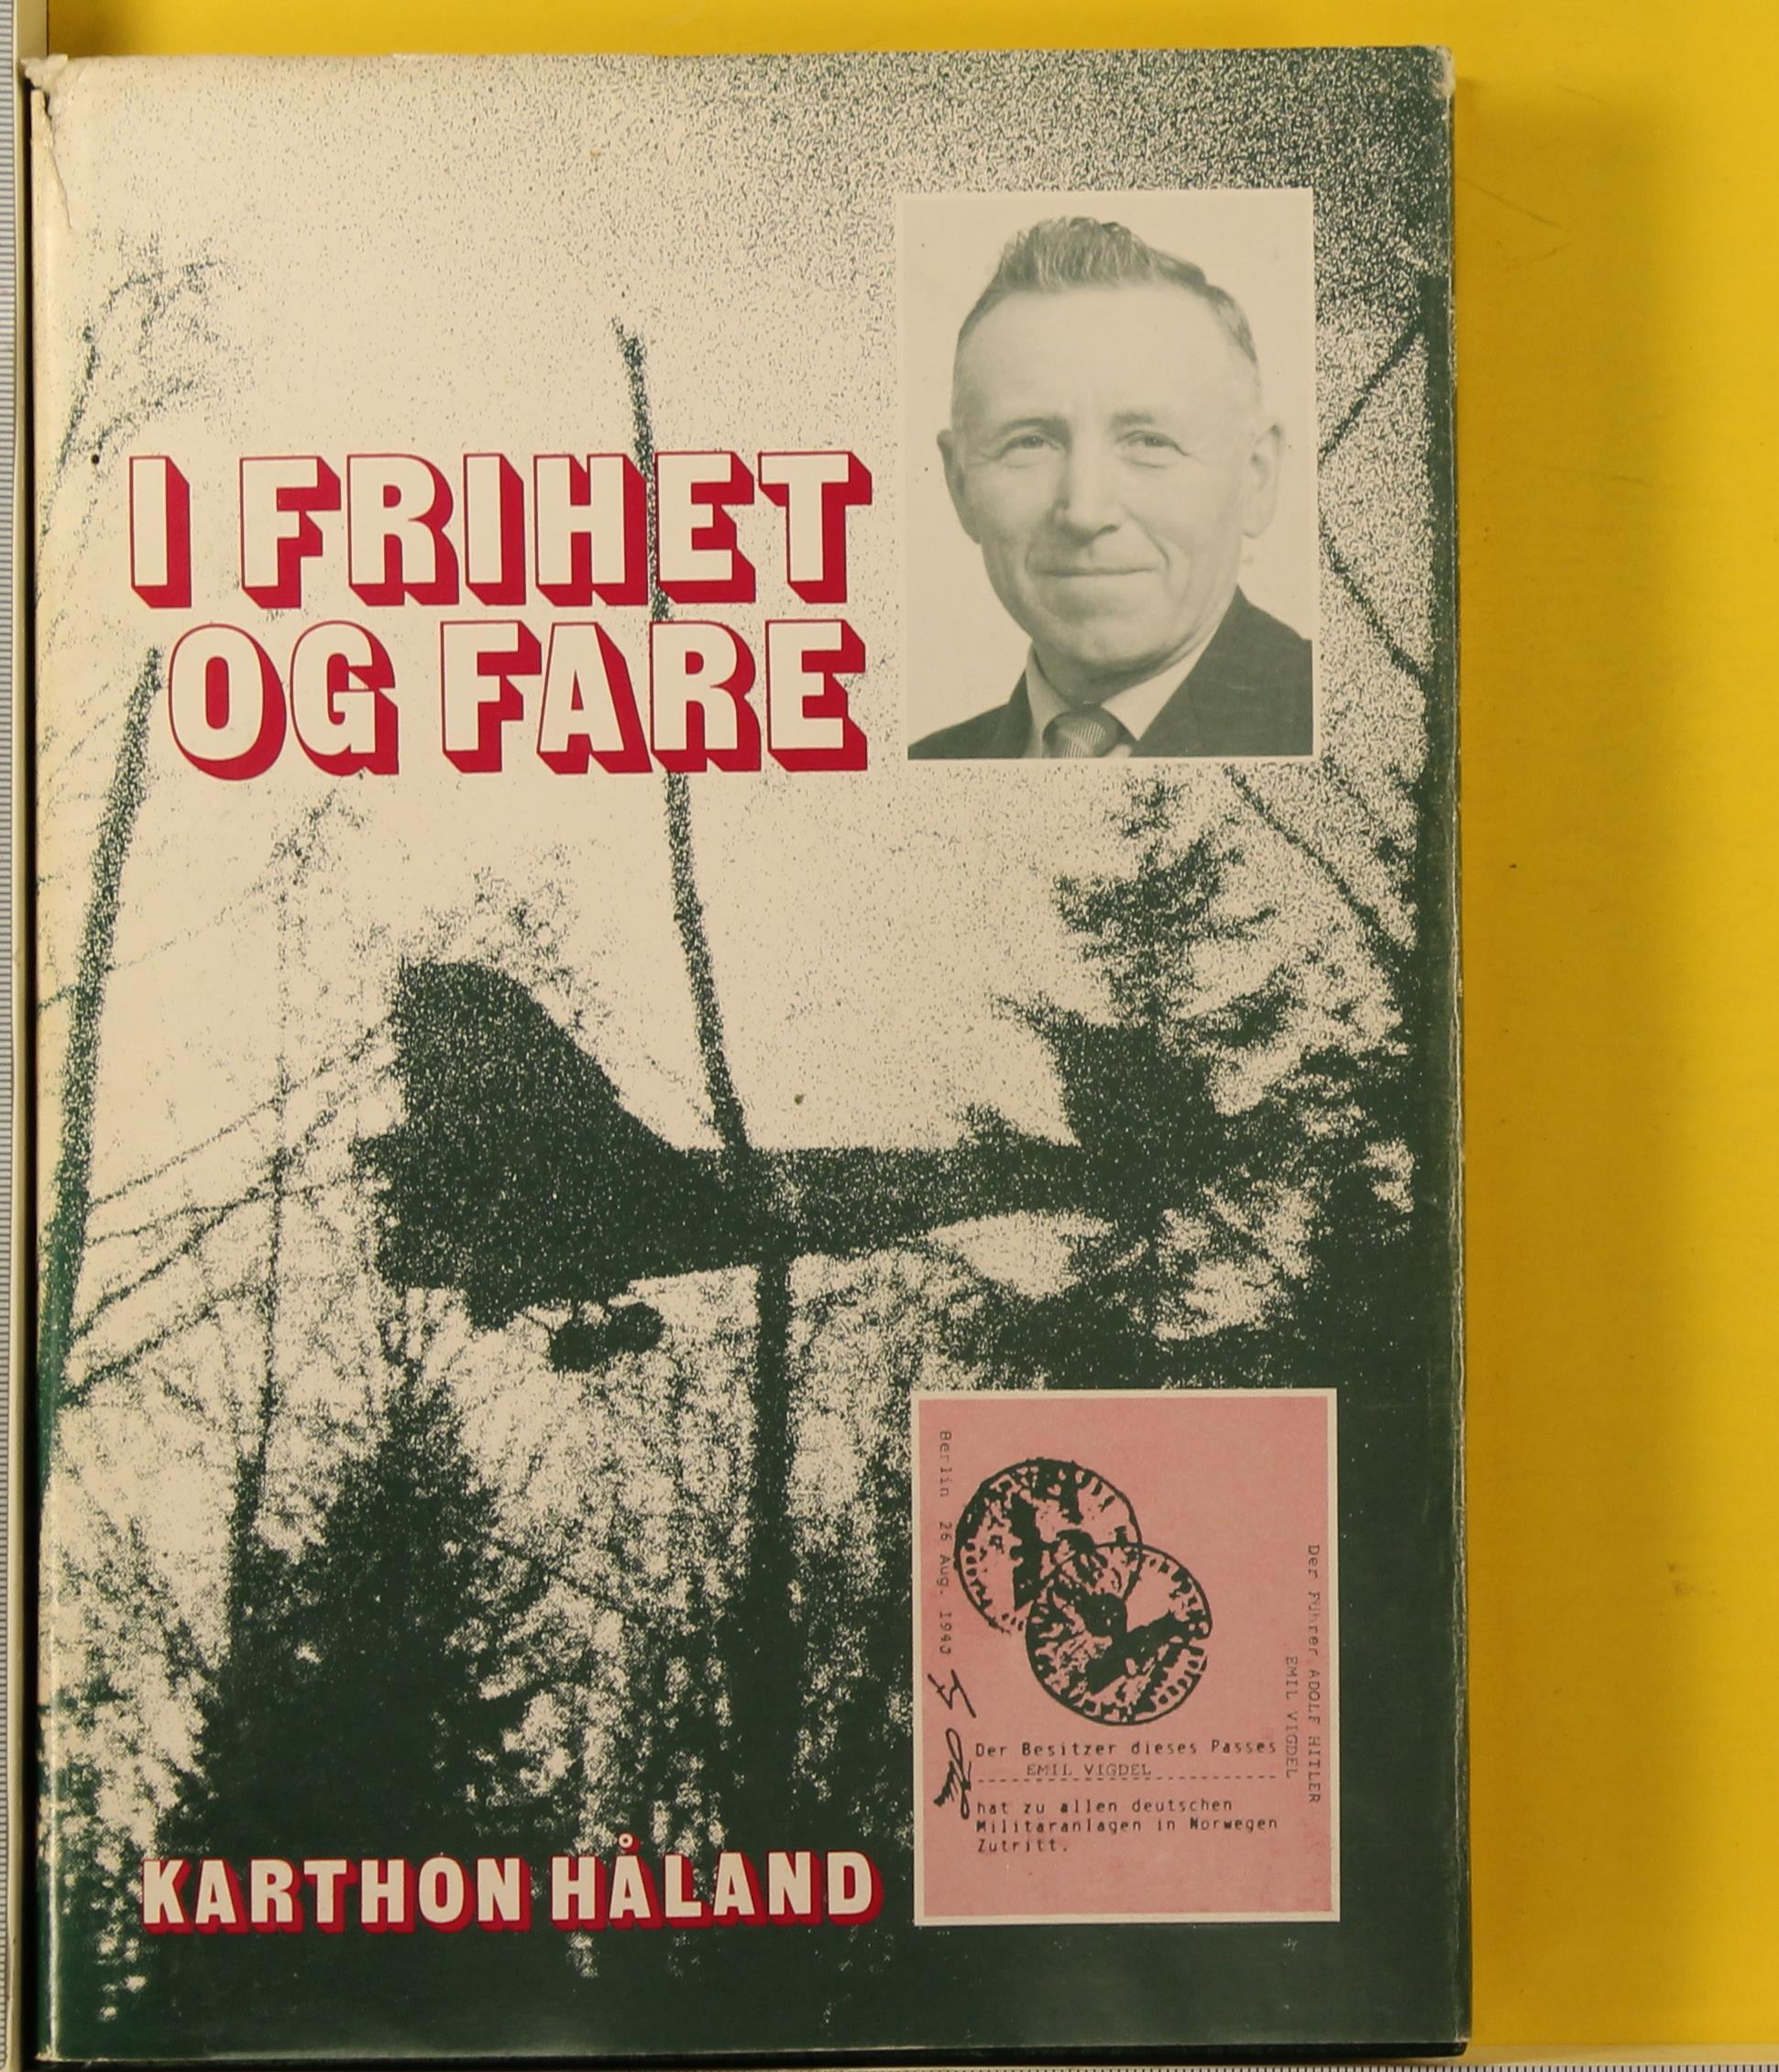 I FRIHET
OG FARE
Der Führer ADOLF HITLER
EMIL VIGDEL
Berlin 26 Aug. 1940
Der Besitzer dieses Passes
EMIL VIGDEL
hat zu allen deutschen
Militäranlagen in Norwegen
Zutritt.
KARTHON HÅLAND